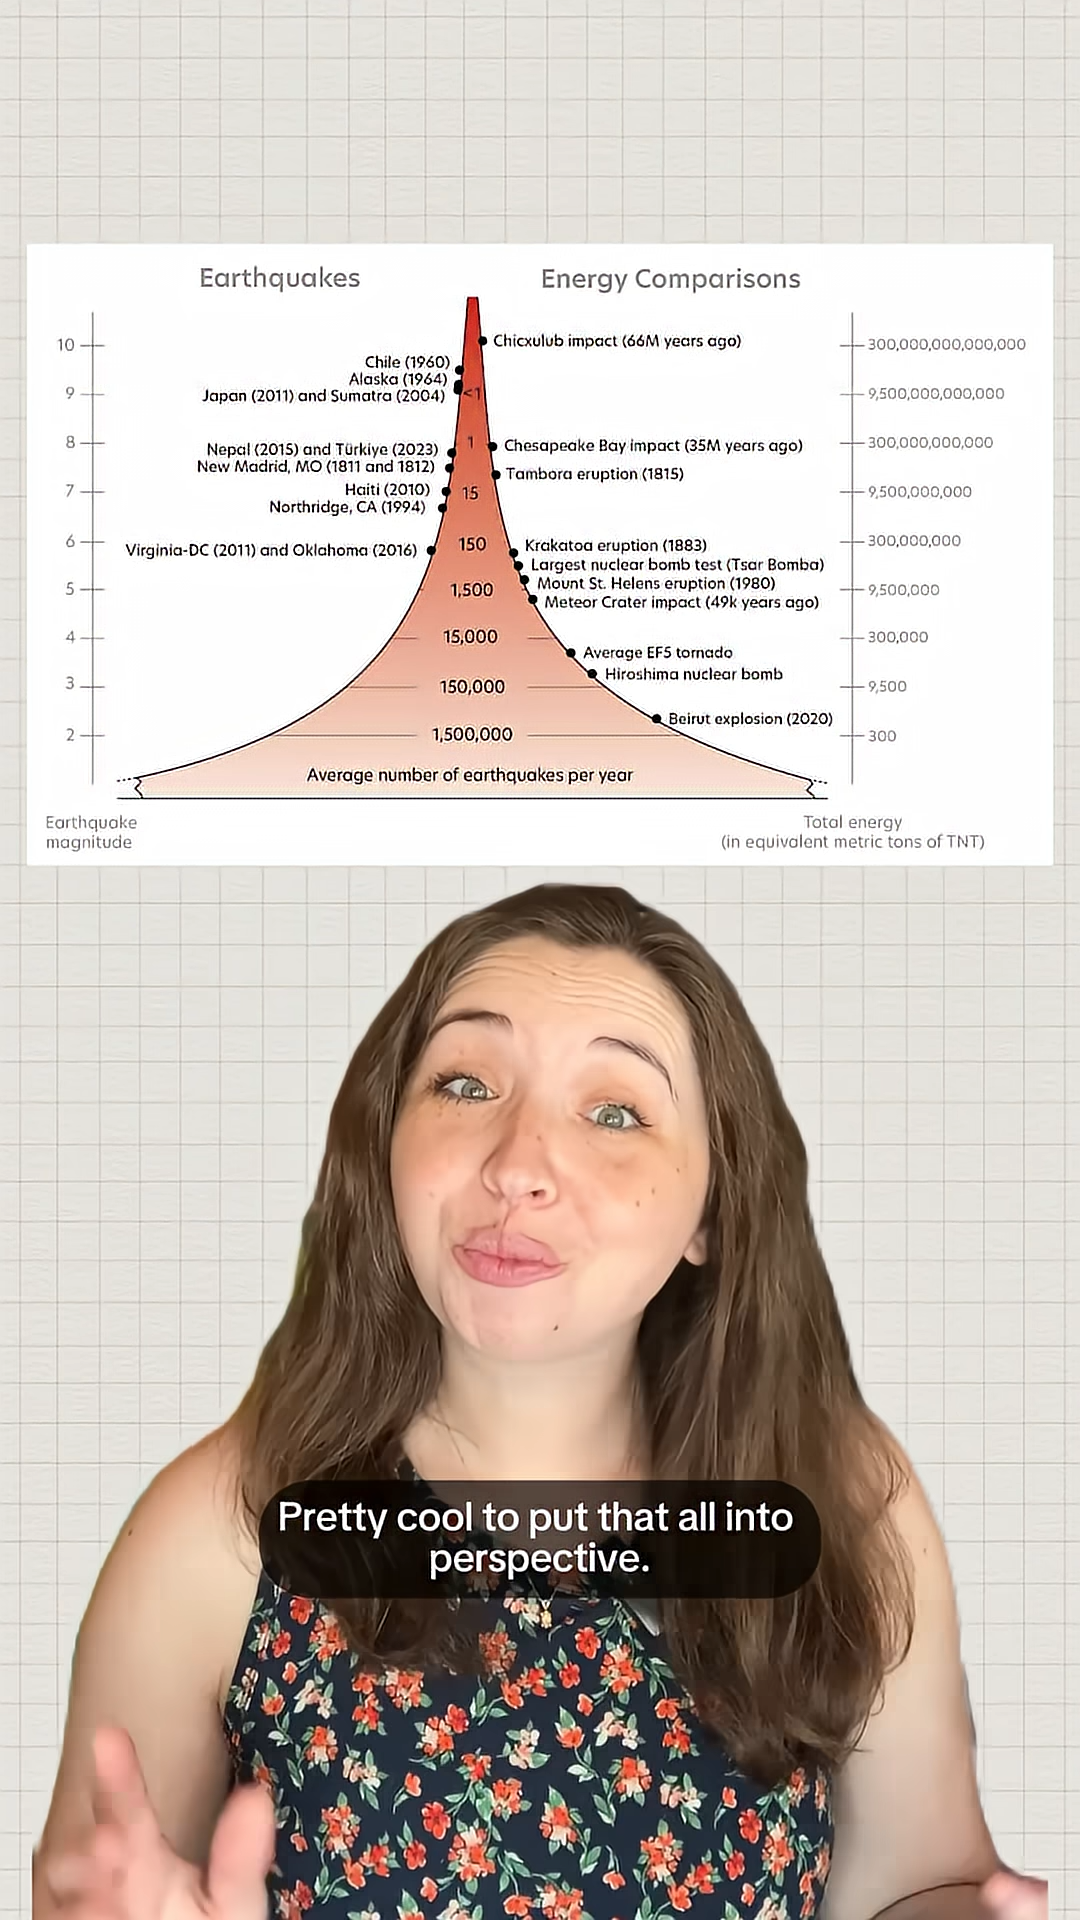 Earthquakes
Energy Comparisons
10
9
8
7
6
5
4
3
2
Chile (1960)
Alaska (1964)
Japan (2011) and Sumatra (2004)
Nepal (2015) and Türkiye (2023)
New Madrid, MO (1811 and 1812)
Haiti (2010)
Northridge, CA (1994)
Virginia-DC (2011) and Oklahoma (2016)
<1
1
15
150
1,500
15,000
150,000
1,500,000
Average number of earthquakes per year
Chicxulub impact (66M years ago)
Chesapeake Bay impact (35M years ago)
Tambora eruption (1815)
Krakatoa eruption (1883)
Largest nuclear bomb test (Tsar Bomba)
Mount St. Helens eruption (1980)
Meteor Crater impact (49k years ago)
Average EF5 tornado
Hiroshima nuclear bomb
Beirut explosion (2020)
300,000,000,000,000
9,500,000,000,000
300,000,000,000
9,500,000,000
300,000,000
9,500,000
300,000
9,500
300
Earthquake
magnitude
Total energy
(in equivalent metric tons of TNT)
Pretty cool to put that all into
perspective.